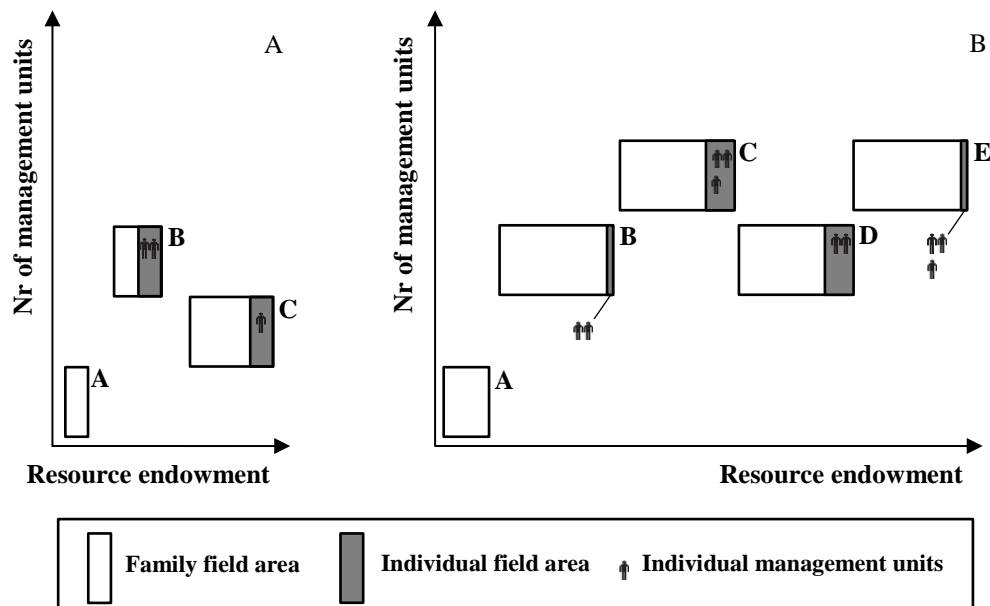 A
Nr of management units
B
C
A
Resource endowment
B
Nr of management units
C
E
B
D
A
Resource endowment
Family field area
Individual field area
Individual management units